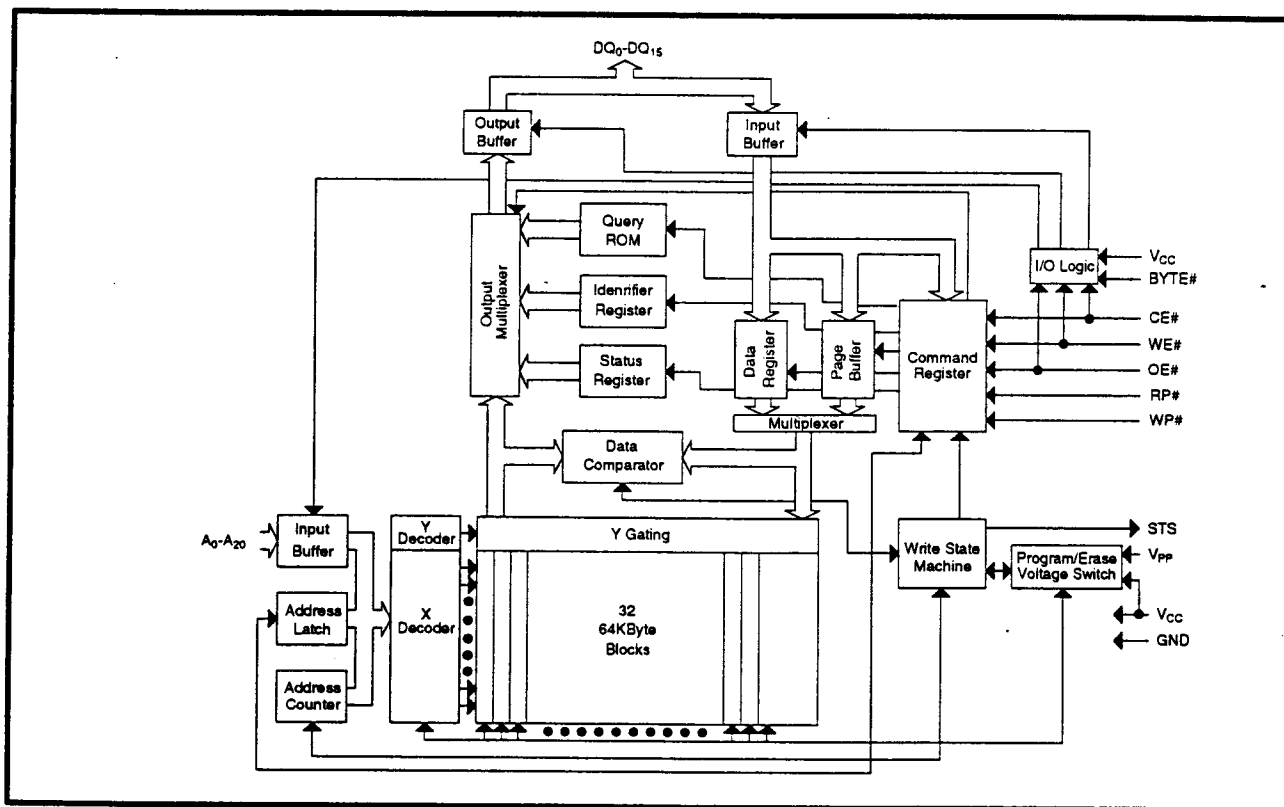 DQ0-DQ15
Output
Buffer
Input
Buffer
Query
ROM
I/O Logic
VCC
BYTE#
Output
Multiplexer
Idenrifier
Register
Data
Register
Page
Buffer
Command
Register
CE#
WE#
OE#
RP#
WP#
Status
Register
Multiplexer
Data
Comparator
A0-A20
Input
Buffer
Y
Decoder
Y Gating
Write State
Machine
STS
Program/Erase
Voltage Switch
VPP
VCC
GND
Address
Latch
X
Decoder
32
64KByte
Blocks
Address
Counter